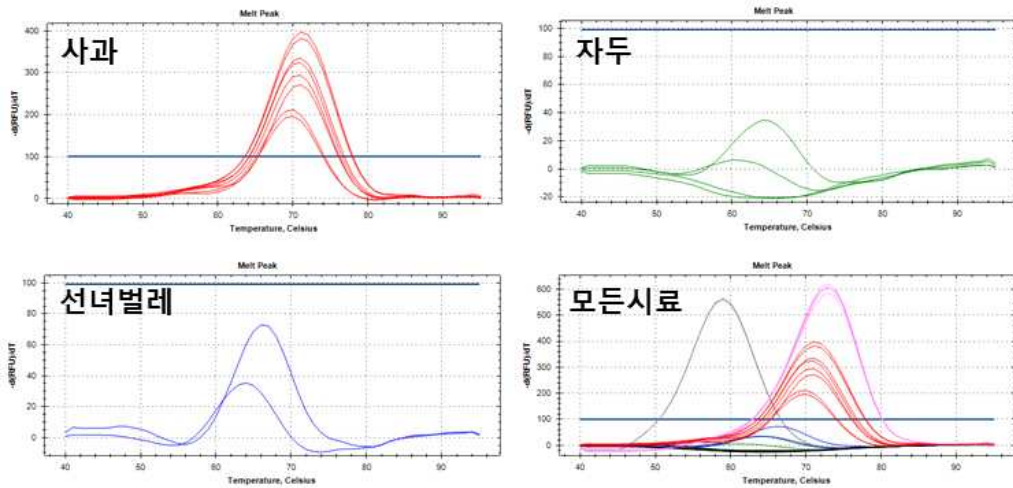 Melt Peak
사과
-d(RFU)/dT
400
300
200
100
0
40 50 60 70 80 90
Temperature, Celsius
Melt Peak
자두
-d(RFU)/dT
100
80
60
40
20
0
-20
40 50 60 70 80 90
Temperature, Celsius
Melt Peak
선녀벌레
-d(RFU)/dT
100
80
60
40
20
0
40 50 60 70 80 90
Temperature, Celsius
Melt Peak
모든시료
-d(RFU)/dT
600
500
400
300
200
100
0
40 50 60 70 80 90
Temperature, Celsius